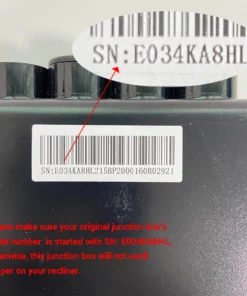 SN:E034KA8HL
SN:E034KA8HL215BP2000160B02921
make sure your original junction box's
number is started with SN: E034KA8HL,
otherwise, this junction box will not work
on your recliner.